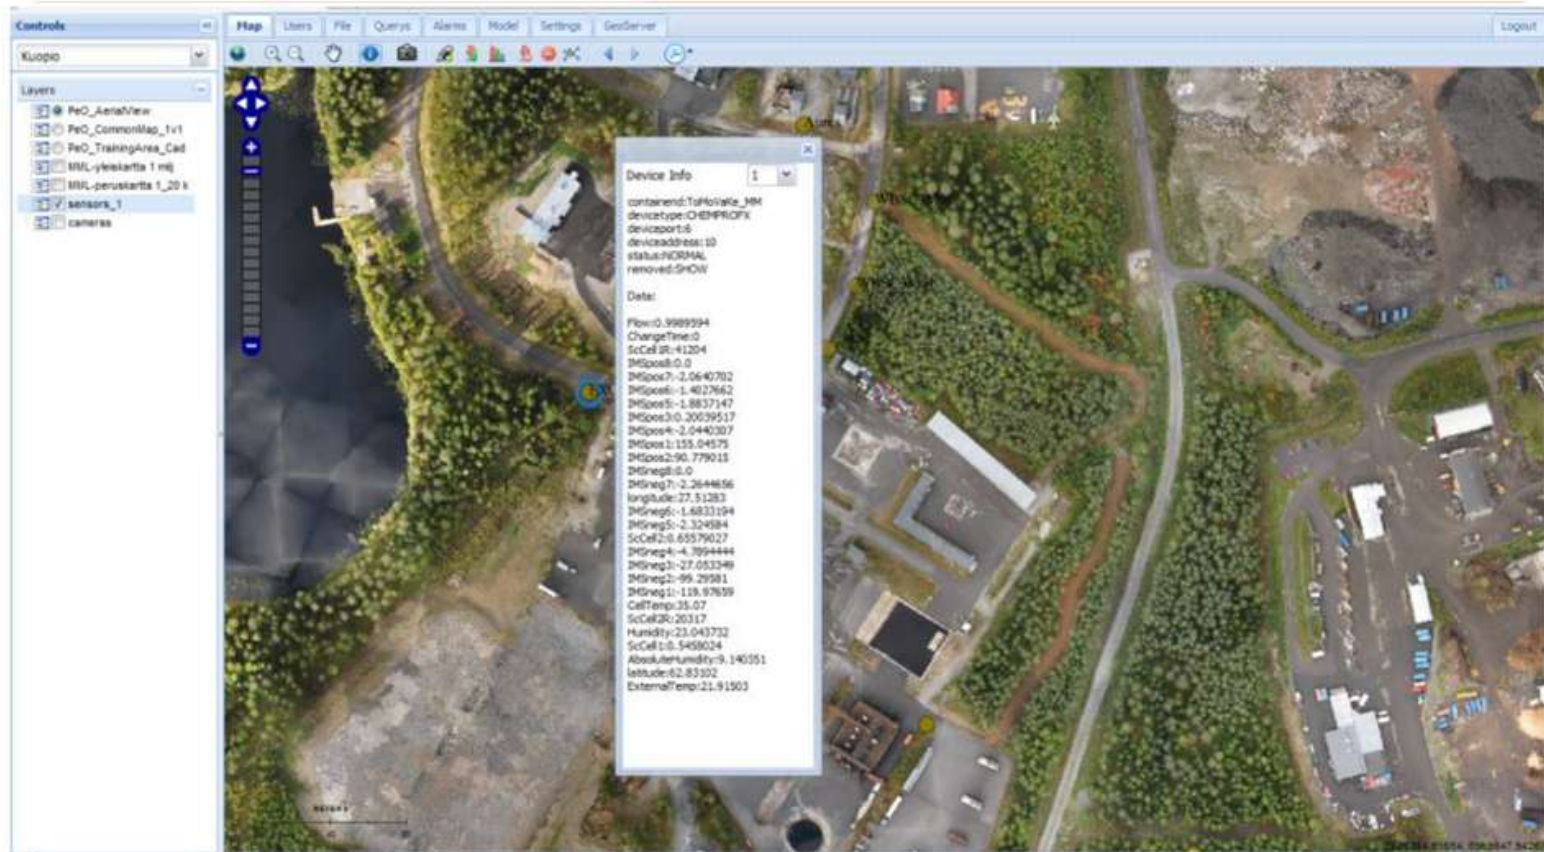 Controls
Map Users File Querys Alarms Model Settings GeoServer Logout
Kuopio
Layers
PeO_AerialView
PeO_CommonMap_1v1
PeO_TrainingArea_Cad
MML-yleiskartta 1 milj
MML-peruskartta 1_20 k
sensors_1
cameras
Device Info 1
containerid:ToMoVaKe_MM
devicetype:CHEMPROFX
deviceport:6
deviceaddress:10
status:NORMAL
removed:SHOW
Data:
Flow:0.9989594
ChangeTime:0
ScCell1R:41204
IMSpos8:0.0
IMSpos7:-2.0640702
IMSpos6:-1.4027662
IMSpos5:-1.8837147
IMSpos3:0.20039517
IMSpos4:-2.0440307
IMSpos1:155.04575
IMSpos2:90.779015
IMSneg8:0.0
IMSneg7:-2.2644656
longitude:27.51283
IMSneg6:-1.6833194
IMSneg5:-2.324584
ScCell2:0.65579027
IMSneg4:-4.7894444
IMSneg3:-27.053349
IMSneg2:-99.29581
IMSneg1:-119.97659
CellTemp:35.07
ScCell2R:20317
Humidity:23.043732
ScCell1:0.5458024
AbsoluteHumidity:9.140351
latitude:62.83102
ExternalTemp:21.91503